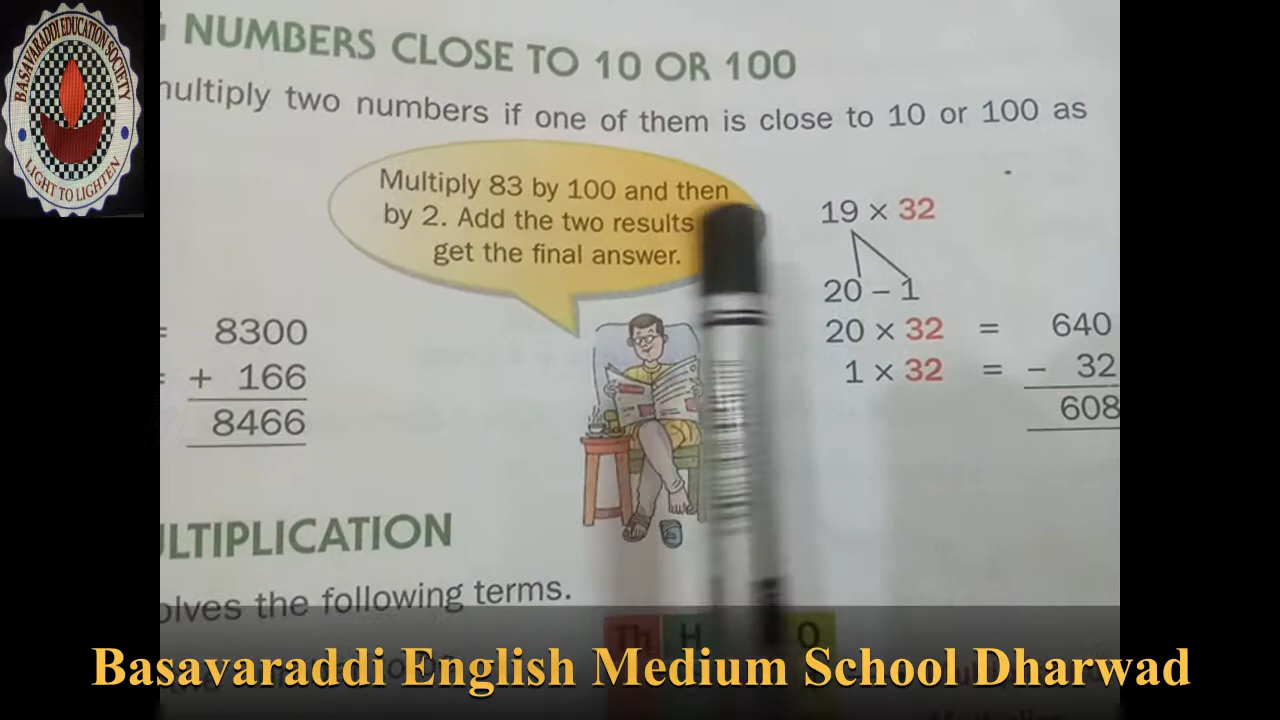 BASAVARADDI EDUCATION SOCIETY
LIGHT TO LIGHTEN
NUMBERS CLOSE TO 10 OR 100
multiply two numbers if one of them is close to 10 or 100 as
Multiply 83 by 100 and then
by 2. Add the two results
get the final answer.
19 × 32
20 – 1
20 × 32 = 640
1 × 32 = – 32
608
= 8300
= + 166
8466
LTIPLICATION
olves the following terms.
Th H O
Basavaraddi English Medium School Dharwad